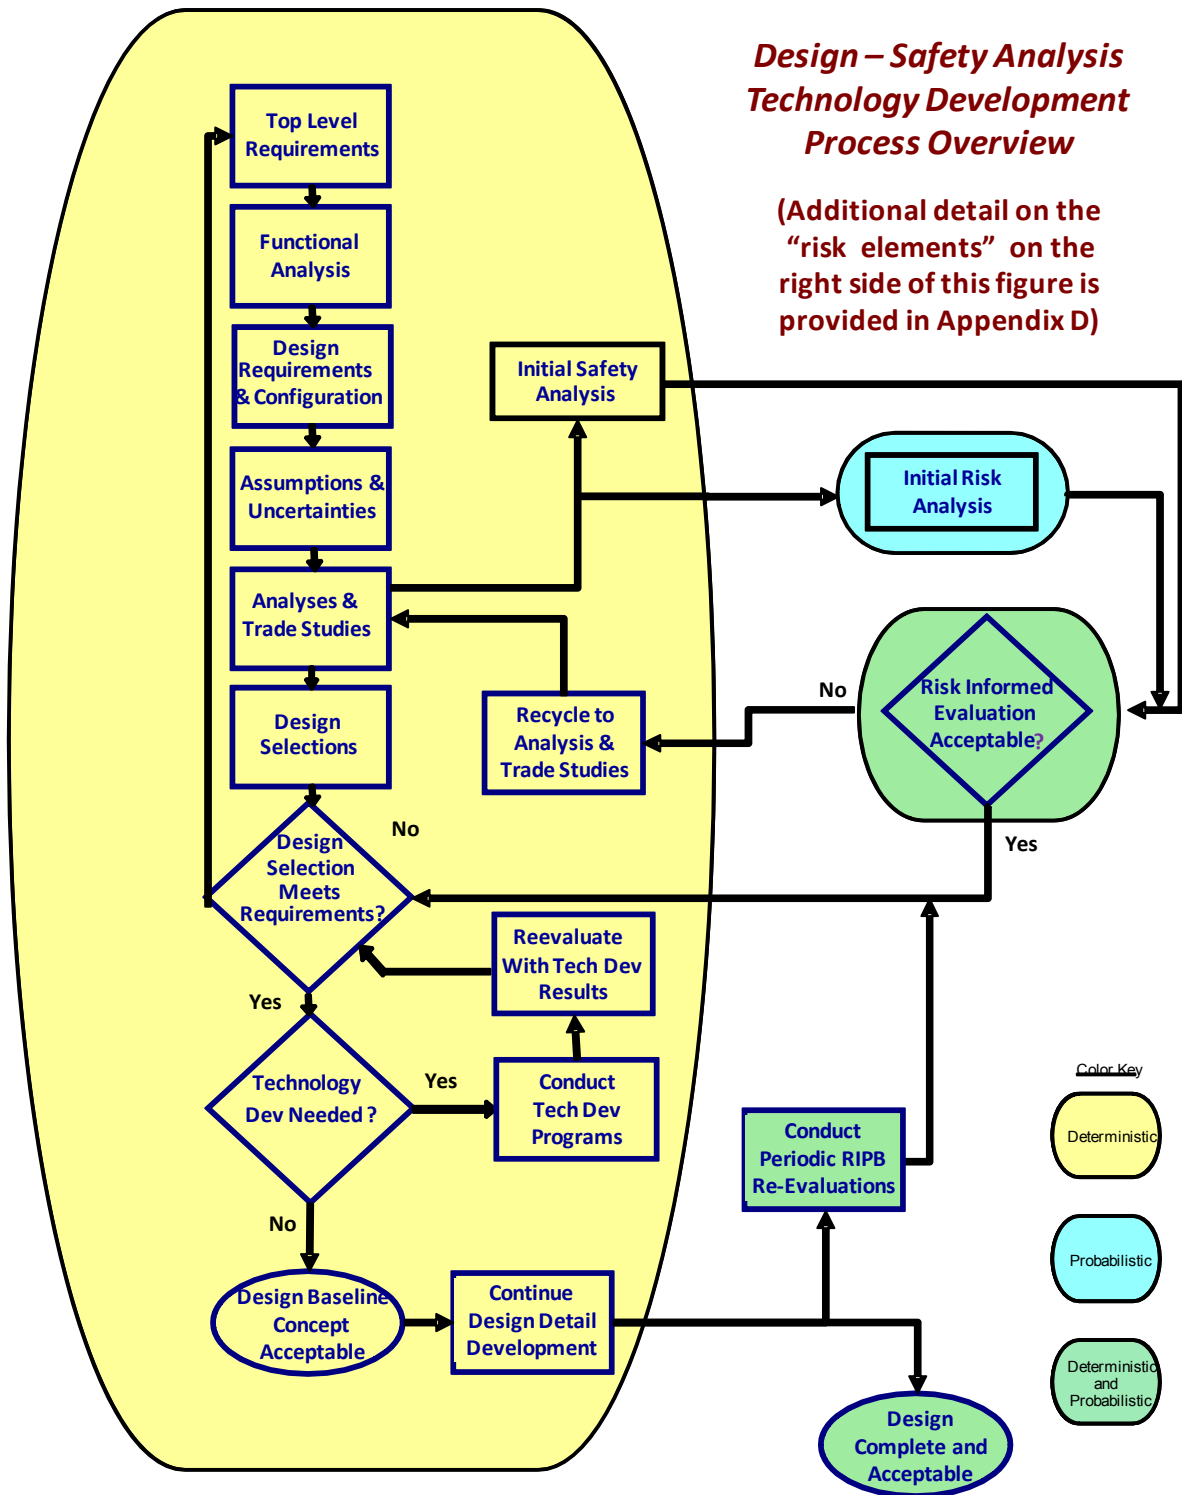 Design – Safety Analysis
Technology Development
Process Overview
(Additional detail on the
“risk elements” on the
right side of this figure is
provided in Appendix D)
Top Level
Requirements
Functional
Analysis
Design
Requirements
& Configuration
Initial Safety
Analysis
Assumptions &
Uncertainties
Initial Risk
Analysis
Analyses &
Trade Studies
Design
Selections
Recycle to
Analysis &
Trade Studies
No
Risk Informed
Evaluation
Acceptable?
Yes
No
Design
Selection
Meets
Requirements?
Reevaluate
With Tech Dev
Results
Yes
Technology
Dev Needed ?
Yes
Conduct
Tech Dev
Programs
Conduct
Periodic RIPB
Re-Evaluations
No
Design Baseline
Concept
Acceptable
Continue
Design Detail
Development
Design
Complete and
Acceptable
Color Key
Deterministic
Probabilistic
Deterministic
and
Probabilistic